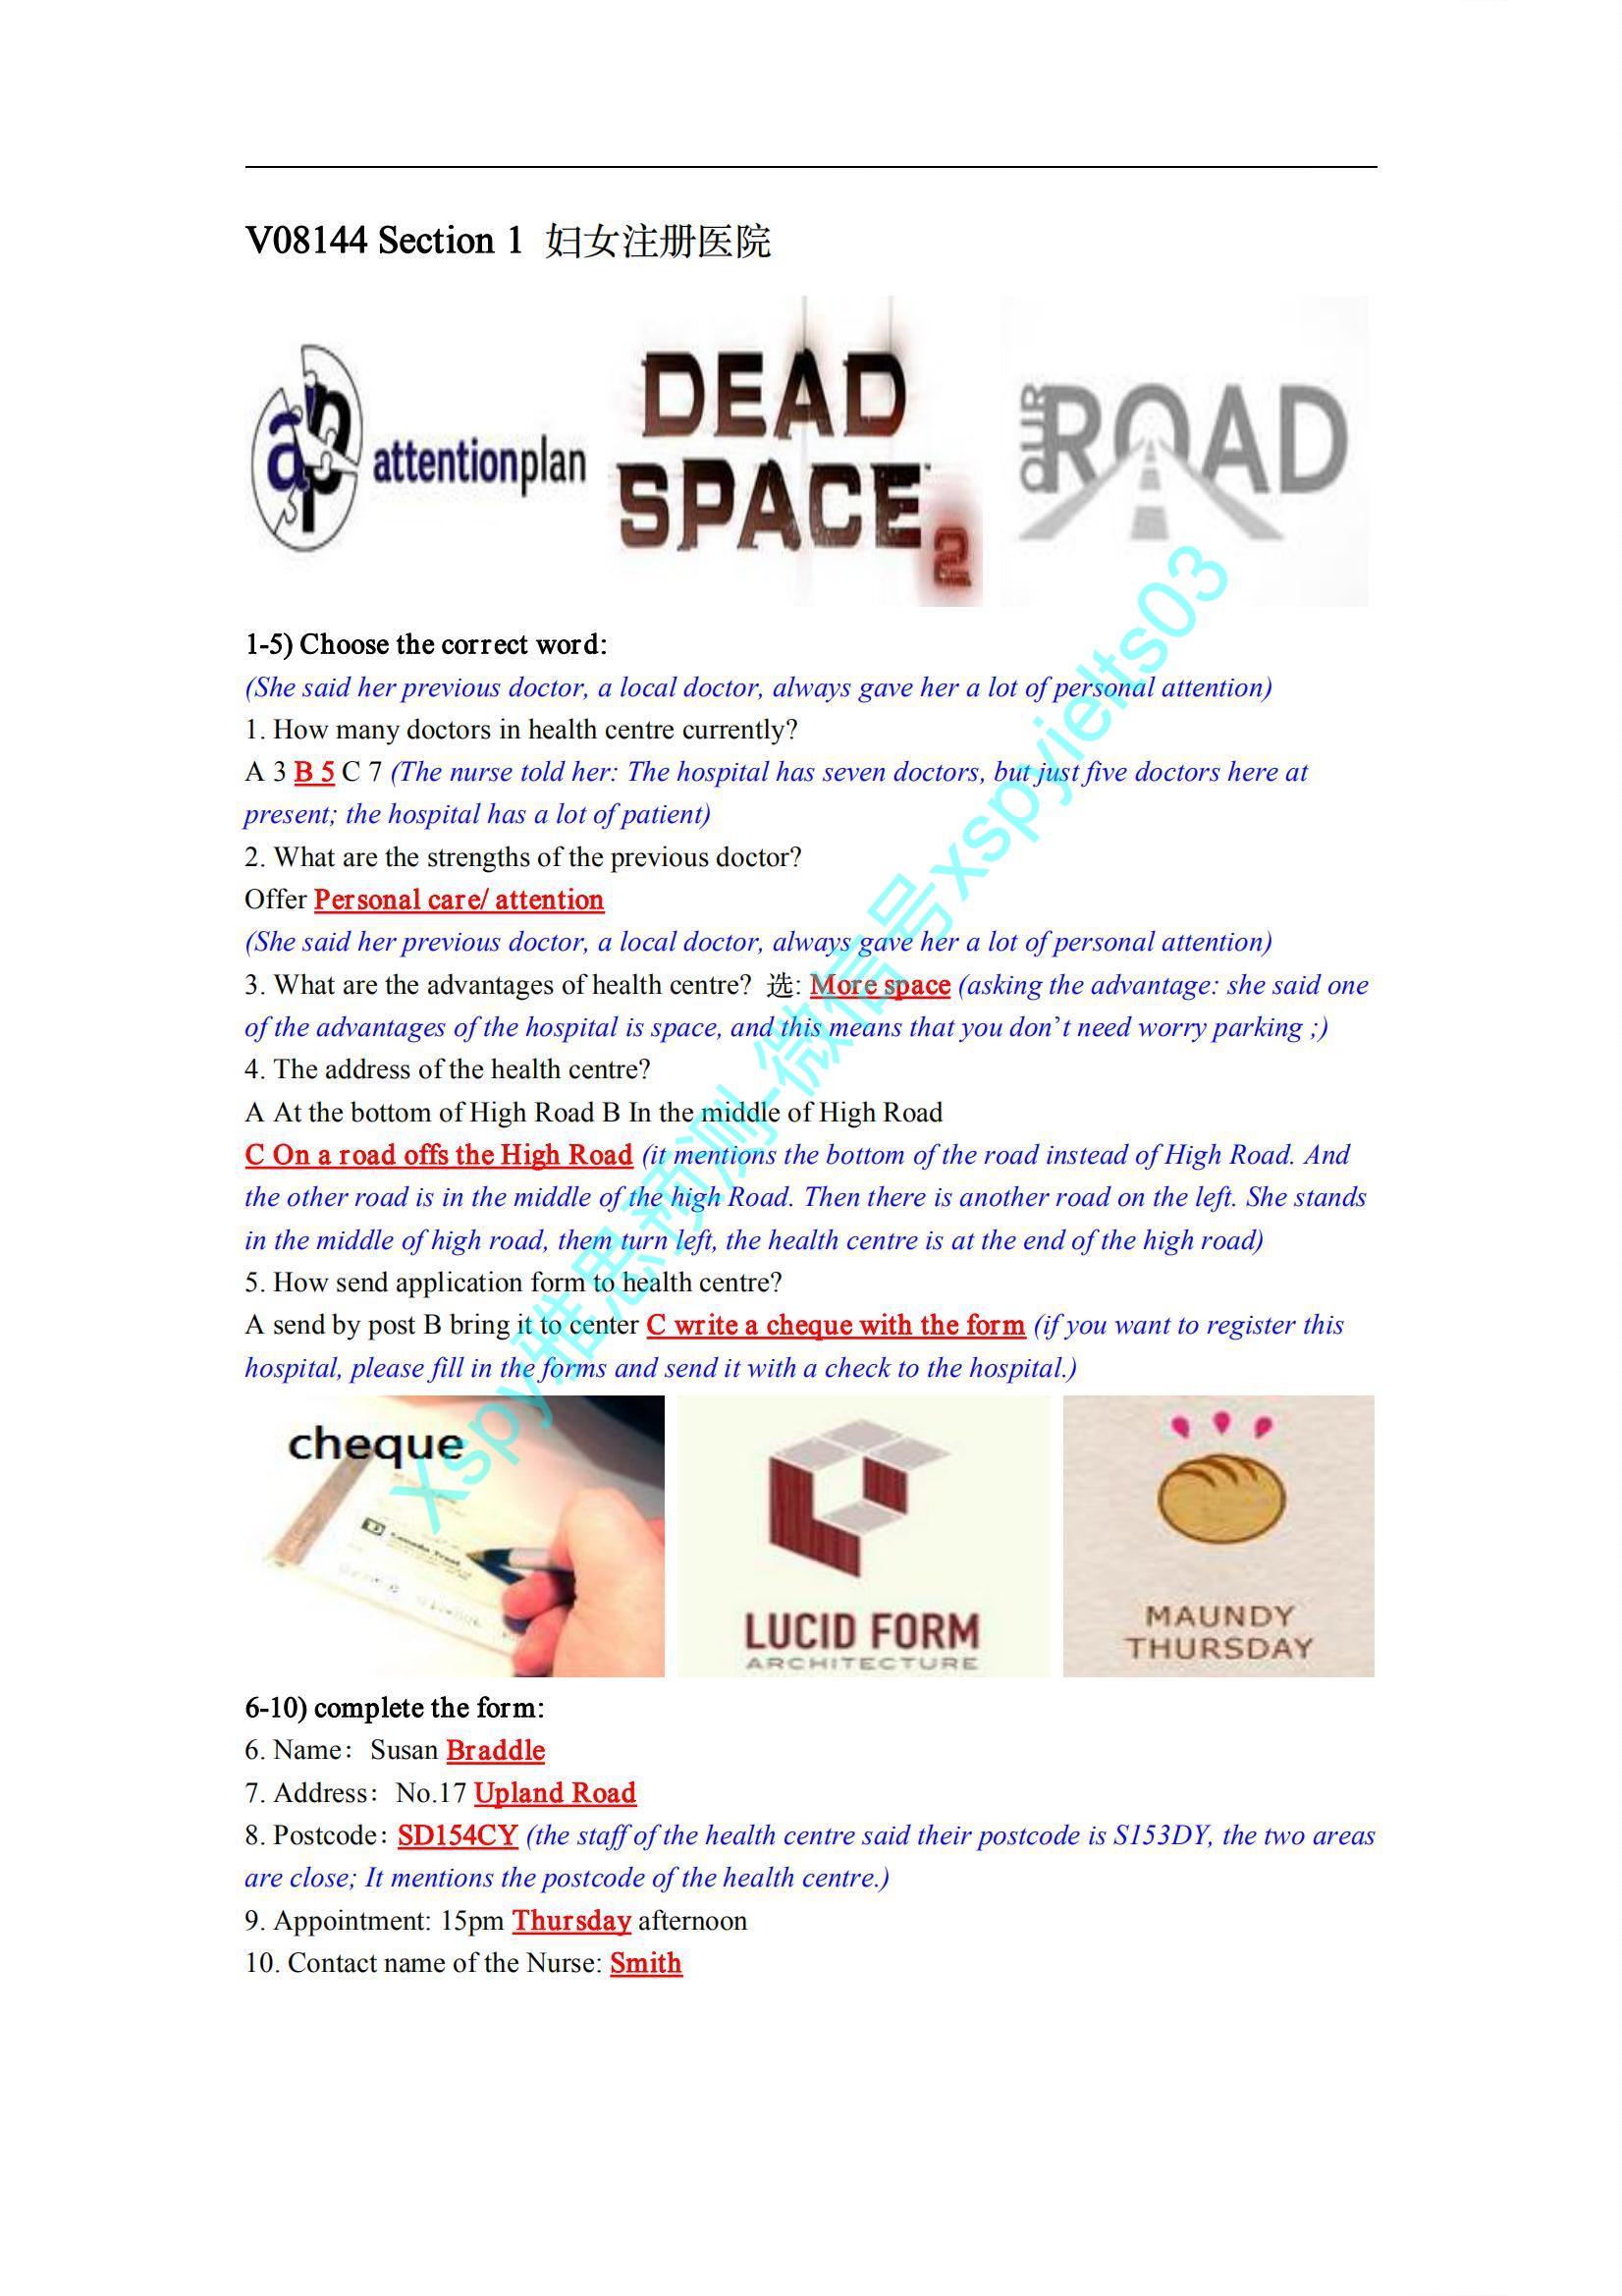 V08144 Section 1 妇女注册医院
ap attentionplan
DEAD
SPACE
2
OUR ROAD
1-5) Choose the correct word:
(She said her previous doctor, a local doctor, always gave her a lot of personal attention)
1. How many doctors in health centre currently?
A 3 B 5 C 7 (The nurse told her: The hospital has seven doctors, but just five doctors here at
present; the hospital has a lot of patient)
2. What are the strengths of the previous doctor?
Offer Personal care/ attention
(She said her previous doctor, a local doctor, always gave her a lot of personal attention)
3. What are the advantages of health centre? 选: More space (asking the advantage: she said one
of the advantages of the hospital is space, and this means that you don’t need worry parking ;)
4. The address of the health centre?
A At the bottom of High Road B In the middle of High Road
C On a road offs the High Road (it mentions the bottom of the road instead of High Road. And
the other road is in the middle of the high Road. Then there is another road on the left. She stands
in the middle of high road, them turn left, the health centre is at the end of the high road)
5. How send application form to health centre?
A send by post B bring it to center C write a cheque with the form (if you want to register this
hospital, please fill in the forms and send it with a check to the hospital.)
cheque
Canada Trust
LUCID FORM
ARCHITECTURE
MAUNDY
THURSDAY
6-10) complete the form:
6. Name：Susan Braddle
7. Address：No.17 Upland Road
8. Postcode：SD154CY (the staff of the health centre said their postcode is S153DY, the two areas
are close; It mentions the postcode of the health centre.)
9. Appointment: 15pm Thursday afternoon
10. Contact name of the Nurse: Smith
xspy雅思预测-微信号xspyielts03